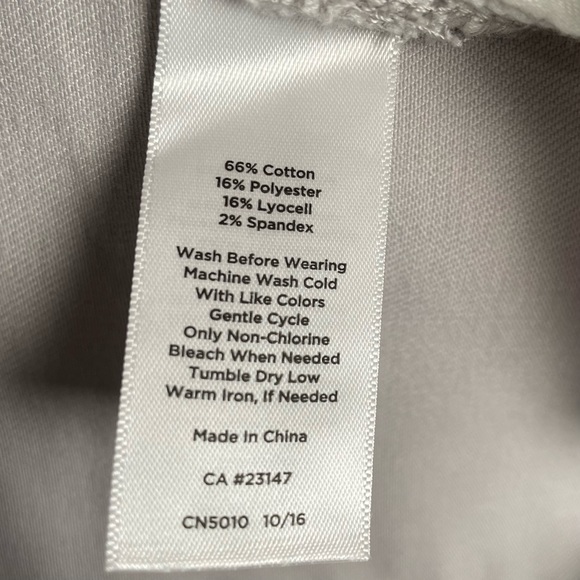 66% Cotton
16% Polyester
16% Lyocell
2% Spandex
Wash Before Wearing
Machine Wash Cold
With Like Colors
Gentle Cycle
Only Non-Chlorine
Bleach When Needed
Tumble Dry Low
Warm Iron, If Needed
Made In China
CA #23147
CN5010 10/16